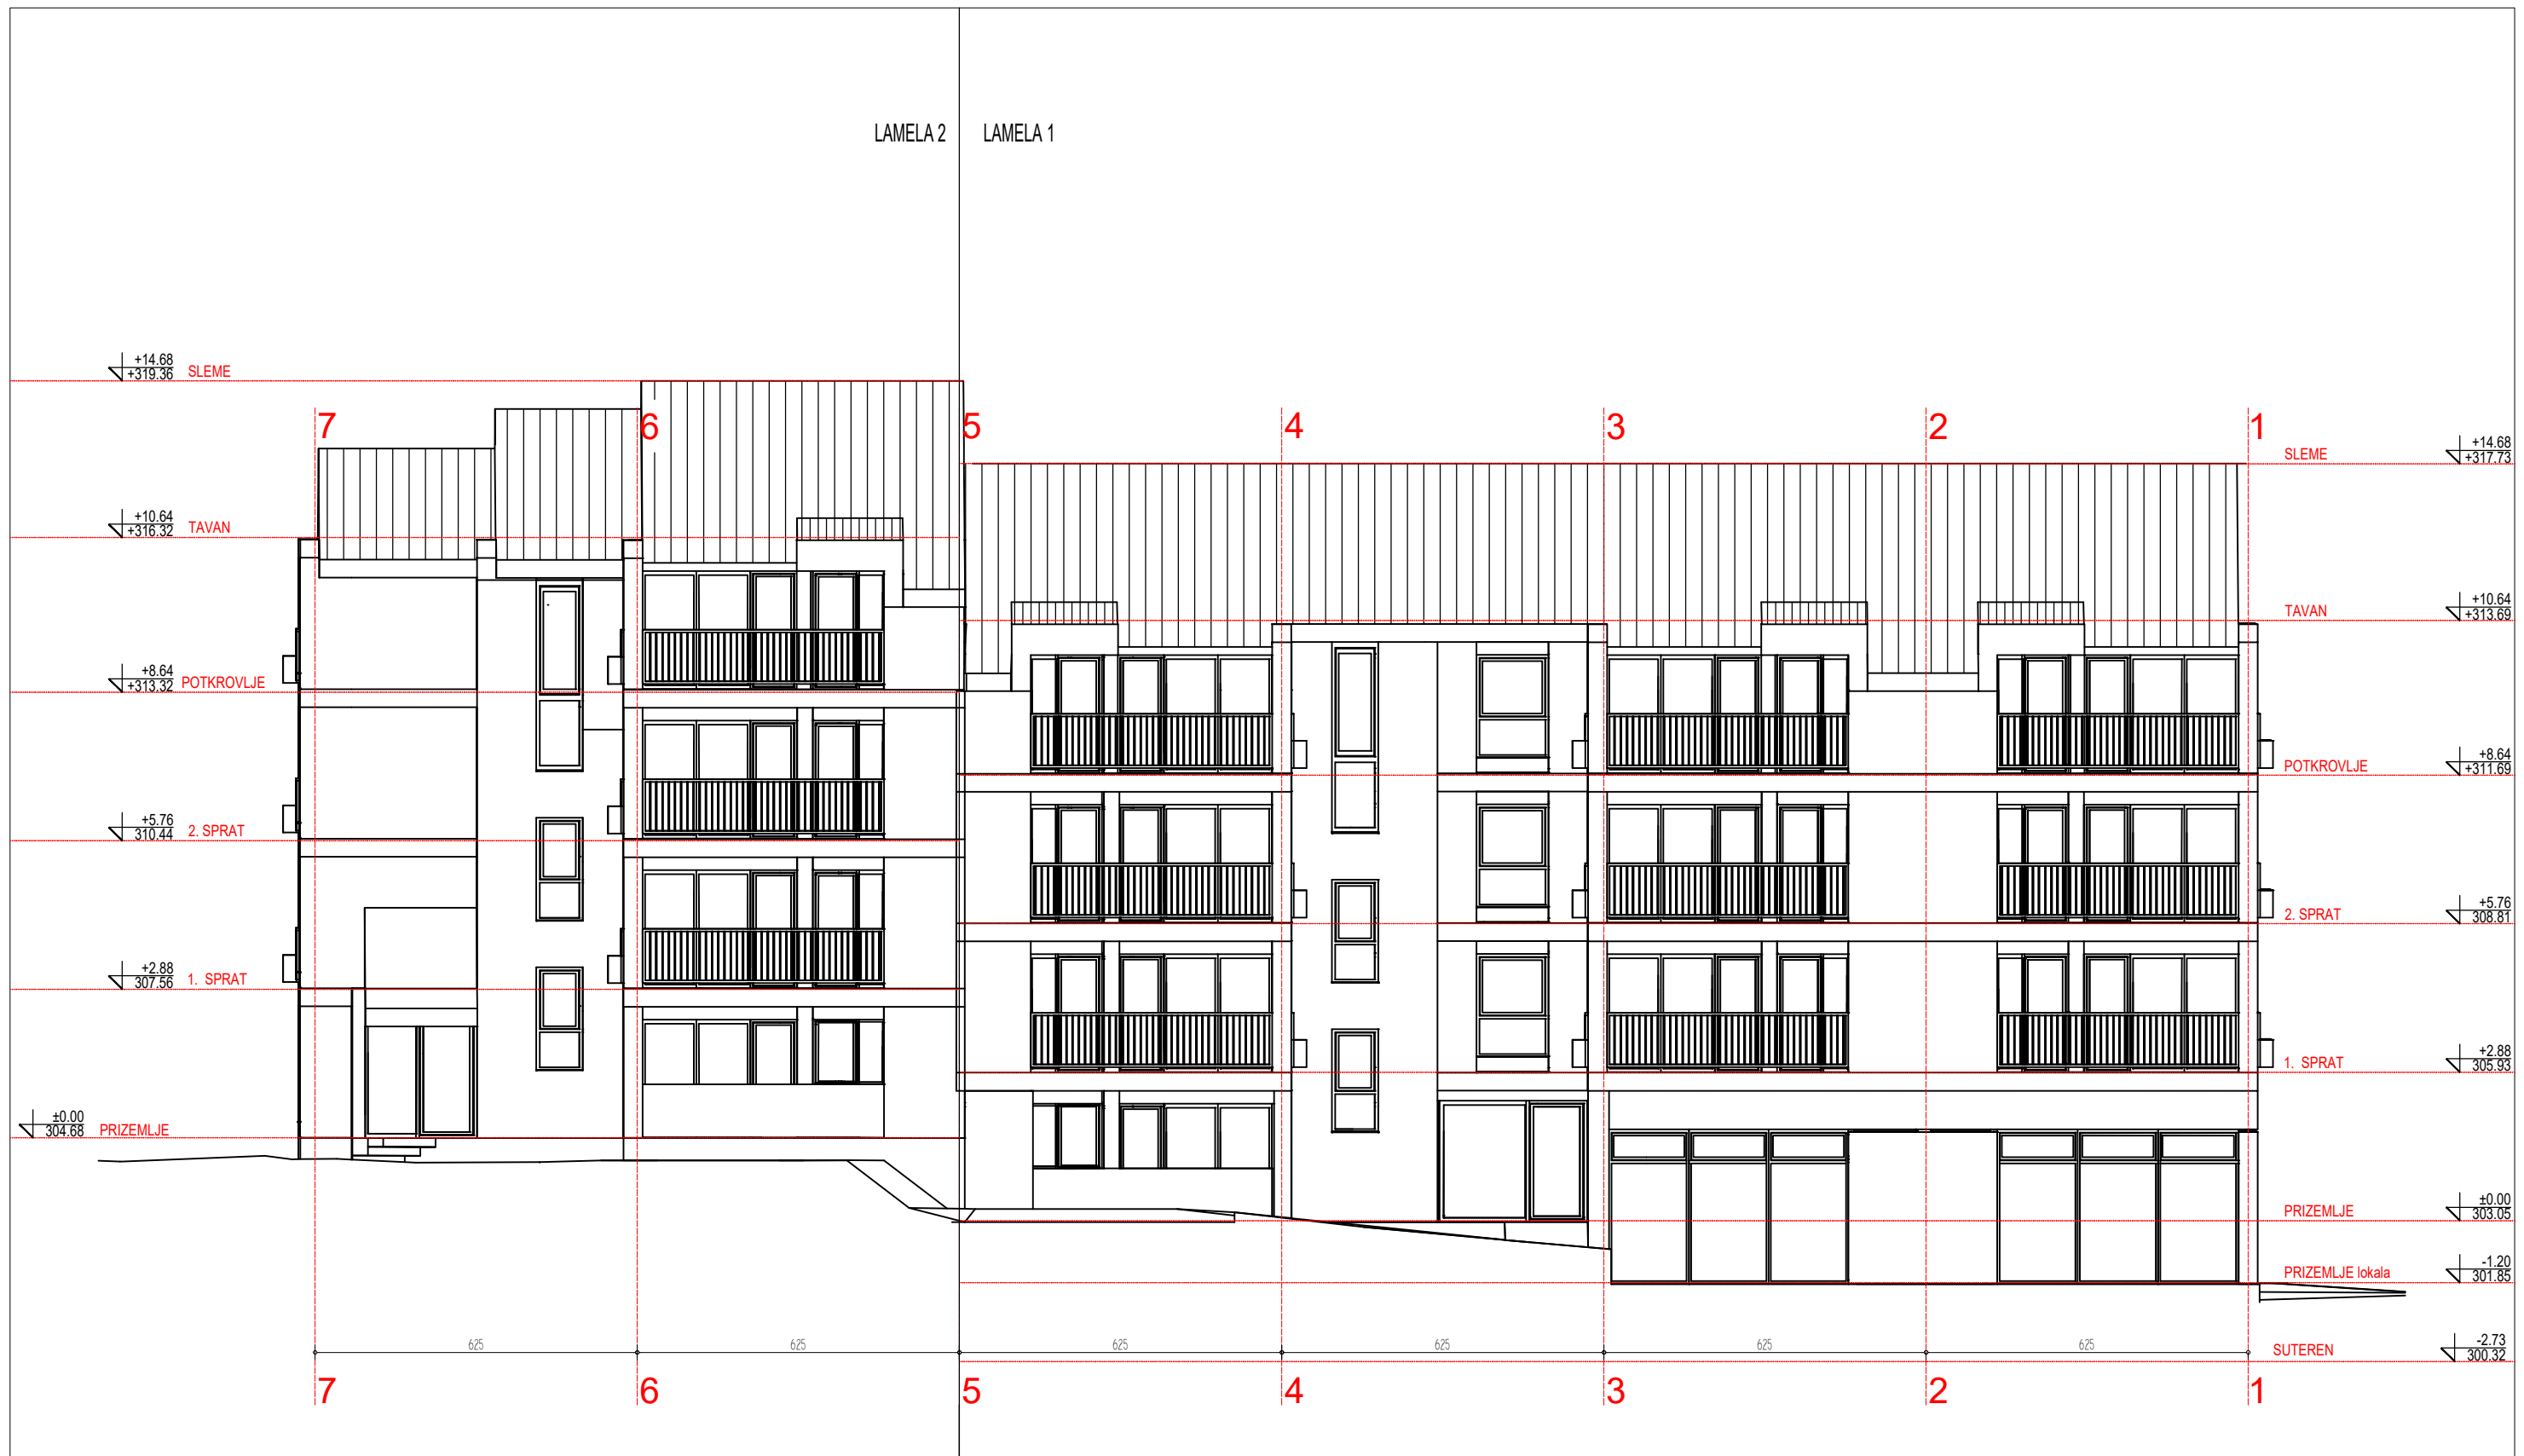 LAMELA 2 LAMELA 1
+14.68
+319.36 SLEME
7 6 5 4 3 2 1
SLEME +14.68
+317.73
+10.64
+316.32 TAVAN
TAVAN +10.64
+313.69
+8.64
+313.32 POTKROVLJE
POTKROVLJE +8.64
+311.69
+5.76
310.44 2. SPRAT
2. SPRAT +5.76
308.81
+2.88
307.56 1. SPRAT
1. SPRAT +2.88
305.93
±0.00
304.68 PRIZEMLJE
PRIZEMLJE ±0.00
303.05
PRIZEMLJE lokala -1.20
301.85
625 625 625 625 625 625
SUTEREN -2.73
300.32
7 6 5 4 3 2 1